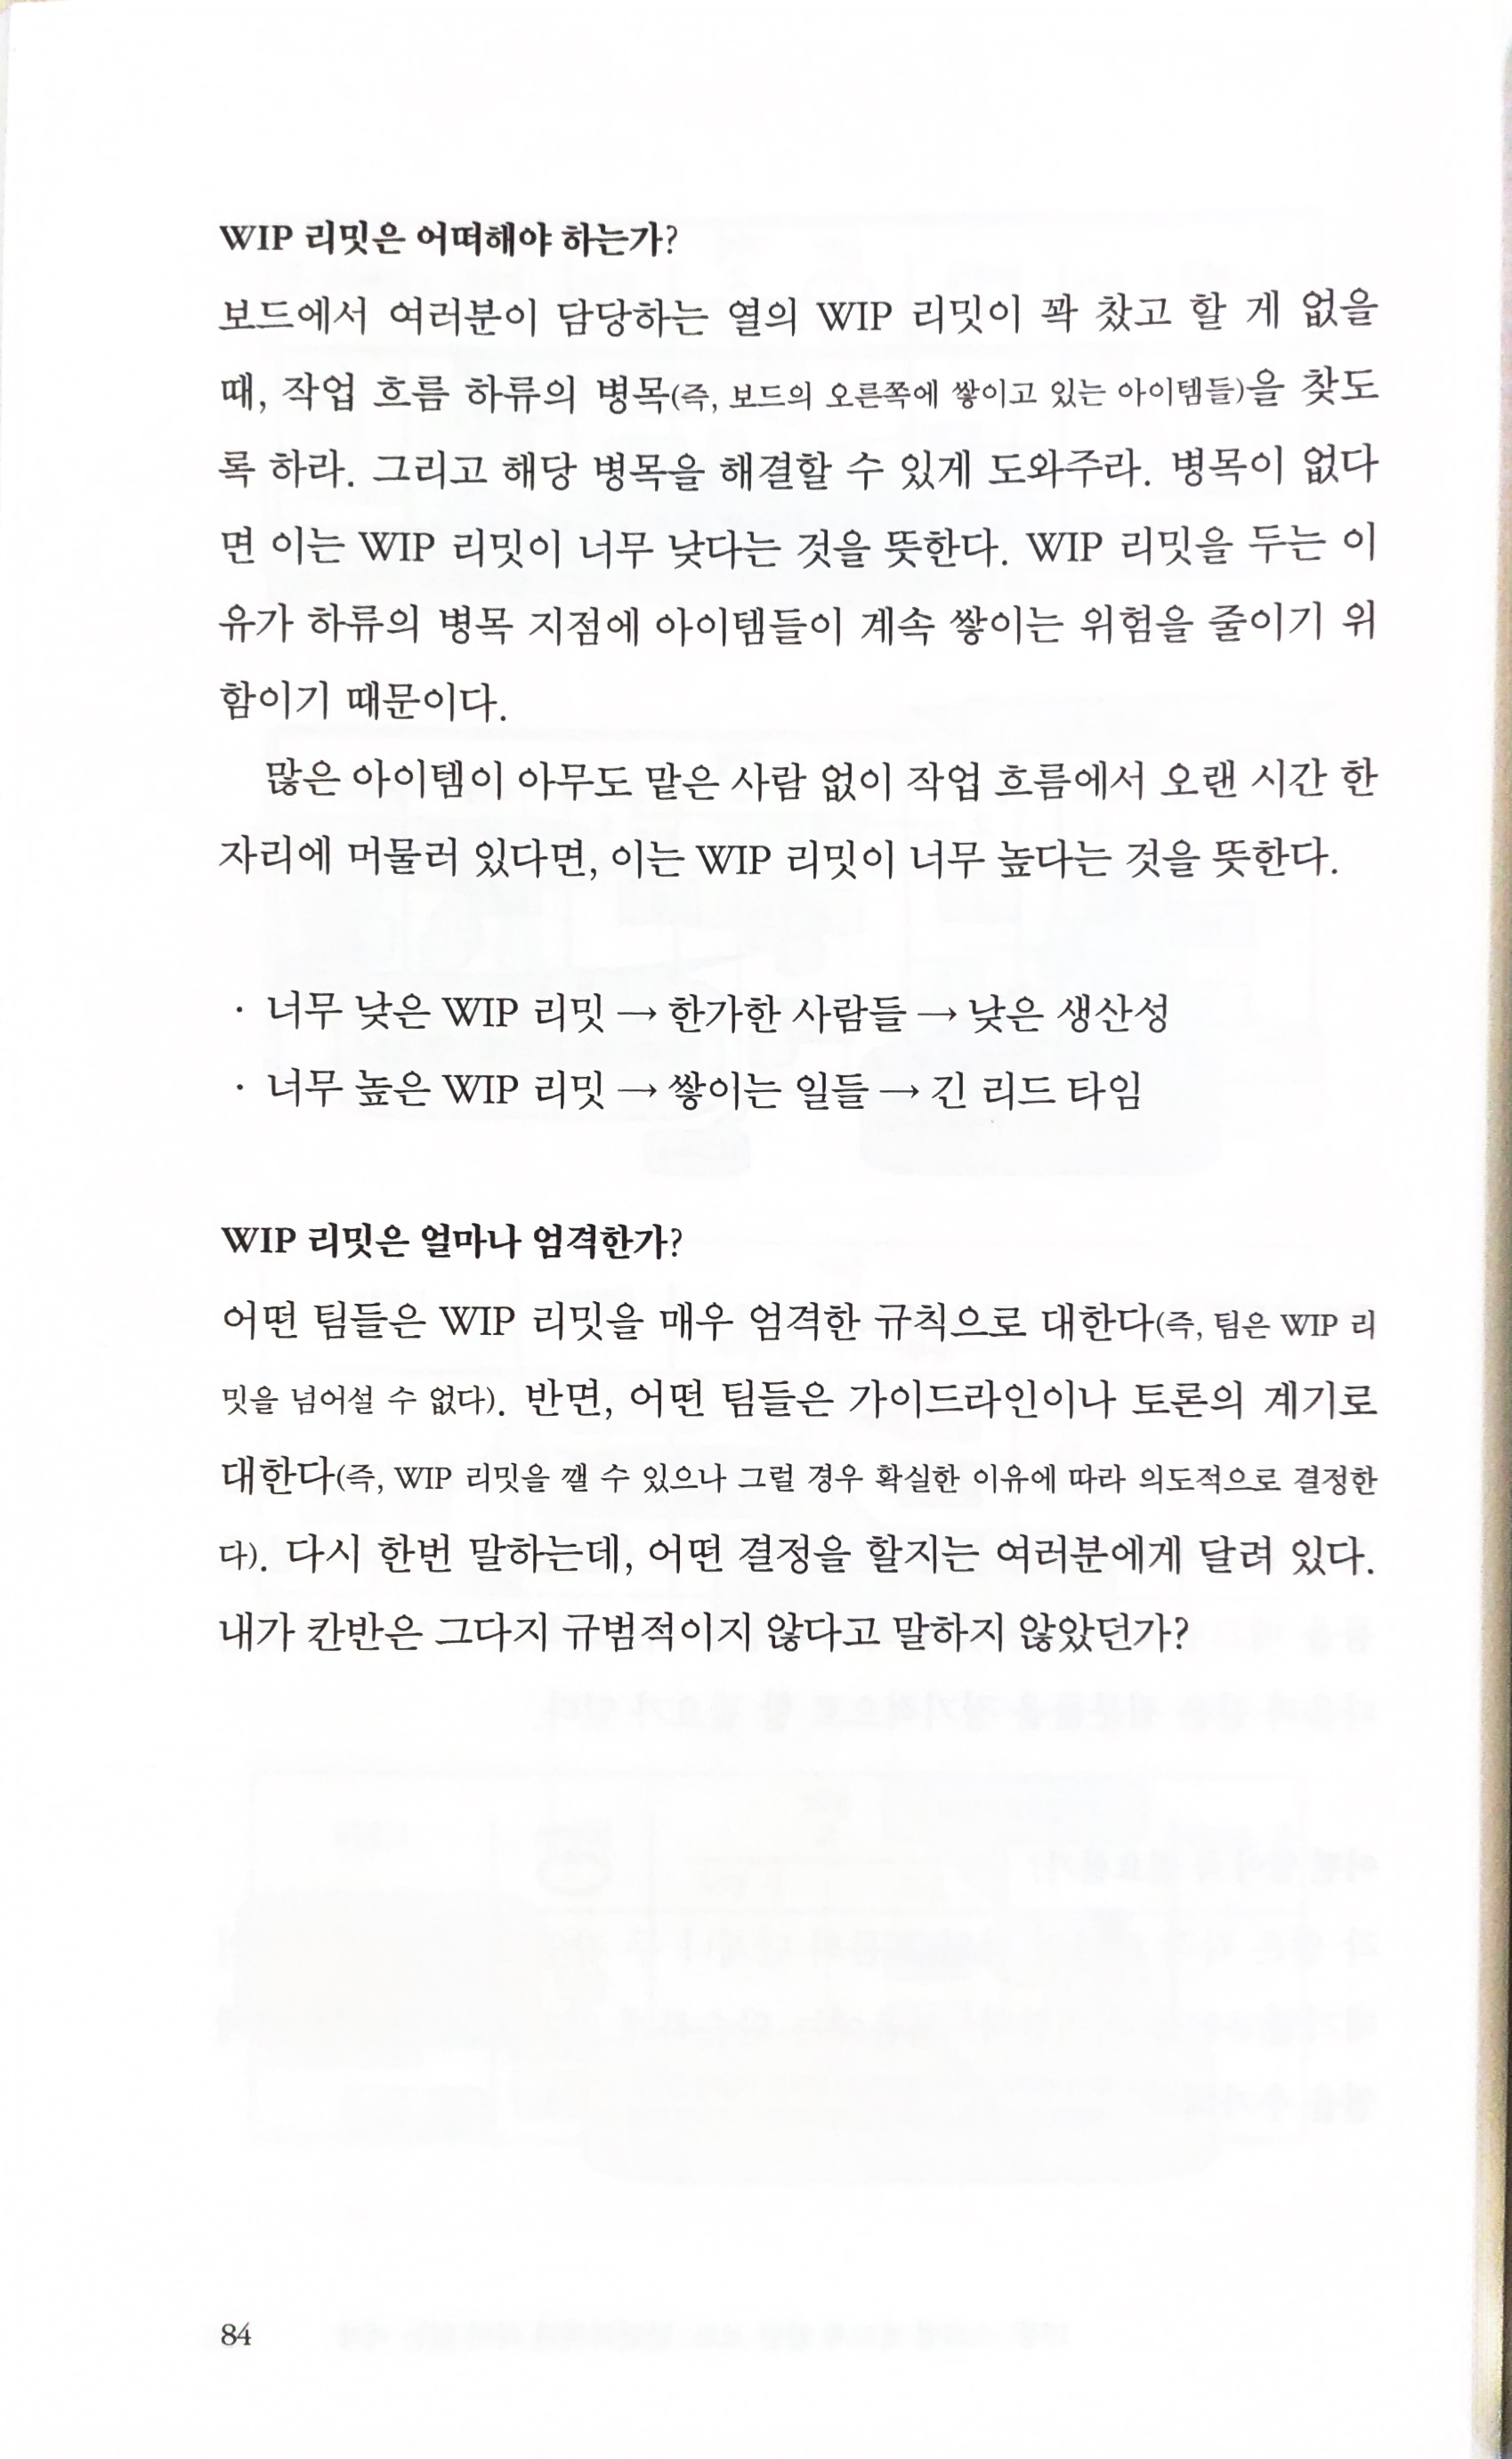 WIP 리밋은 어떠해야 하는가?
보드에서 여러분이 담당하는 열의 WIP 리밋이 꽉 찼고 할 게 없을
때, 작업 흐름 하류의 병목(즉, 보드의 오른쪽에 쌓이고 있는 아이템들)을 찾도
록 하라. 그리고 해당 병목을 해결할 수 있게 도와주라. 병목이 없다
면 이는 WIP 리밋이 너무 낮다는 것을 뜻한다. WIP 리밋을 두는 이
유가 하류의 병목 지점에 아이템들이 계속 쌓이는 위험을 줄이기 위
함이기 때문이다.
많은 아이템이 아무도 맡은 사람 없이 작업 흐름에서 오랜 시간 한
자리에 머물러 있다면, 이는 WIP 리밋이 너무 높다는 것을 뜻한다.
· 너무 낮은 WIP 리밋 → 한가한 사람들 → 낮은 생산성
· 너무 높은 WIP 리밋 → 쌓이는 일들 → 긴 리드 타임
WIP 리밋은 얼마나 엄격한가?
어떤 팀들은 WIP 리밋을 매우 엄격한 규칙으로 대한다(즉, 팀은 WIP 리
밋을 넘어설 수 없다). 반면, 어떤 팀들은 가이드라인이나 토론의 계기로
대한다(즉, WIP 리밋을 깰 수 있으나 그럴 경우 확실한 이유에 따라 의도적으로 결정한
다). 다시 한번 말하는데, 어떤 결정을 할지는 여러분에게 달려 있다.
내가 칸반은 그다지 규범적이지 않다고 말하지 않았던가?
84